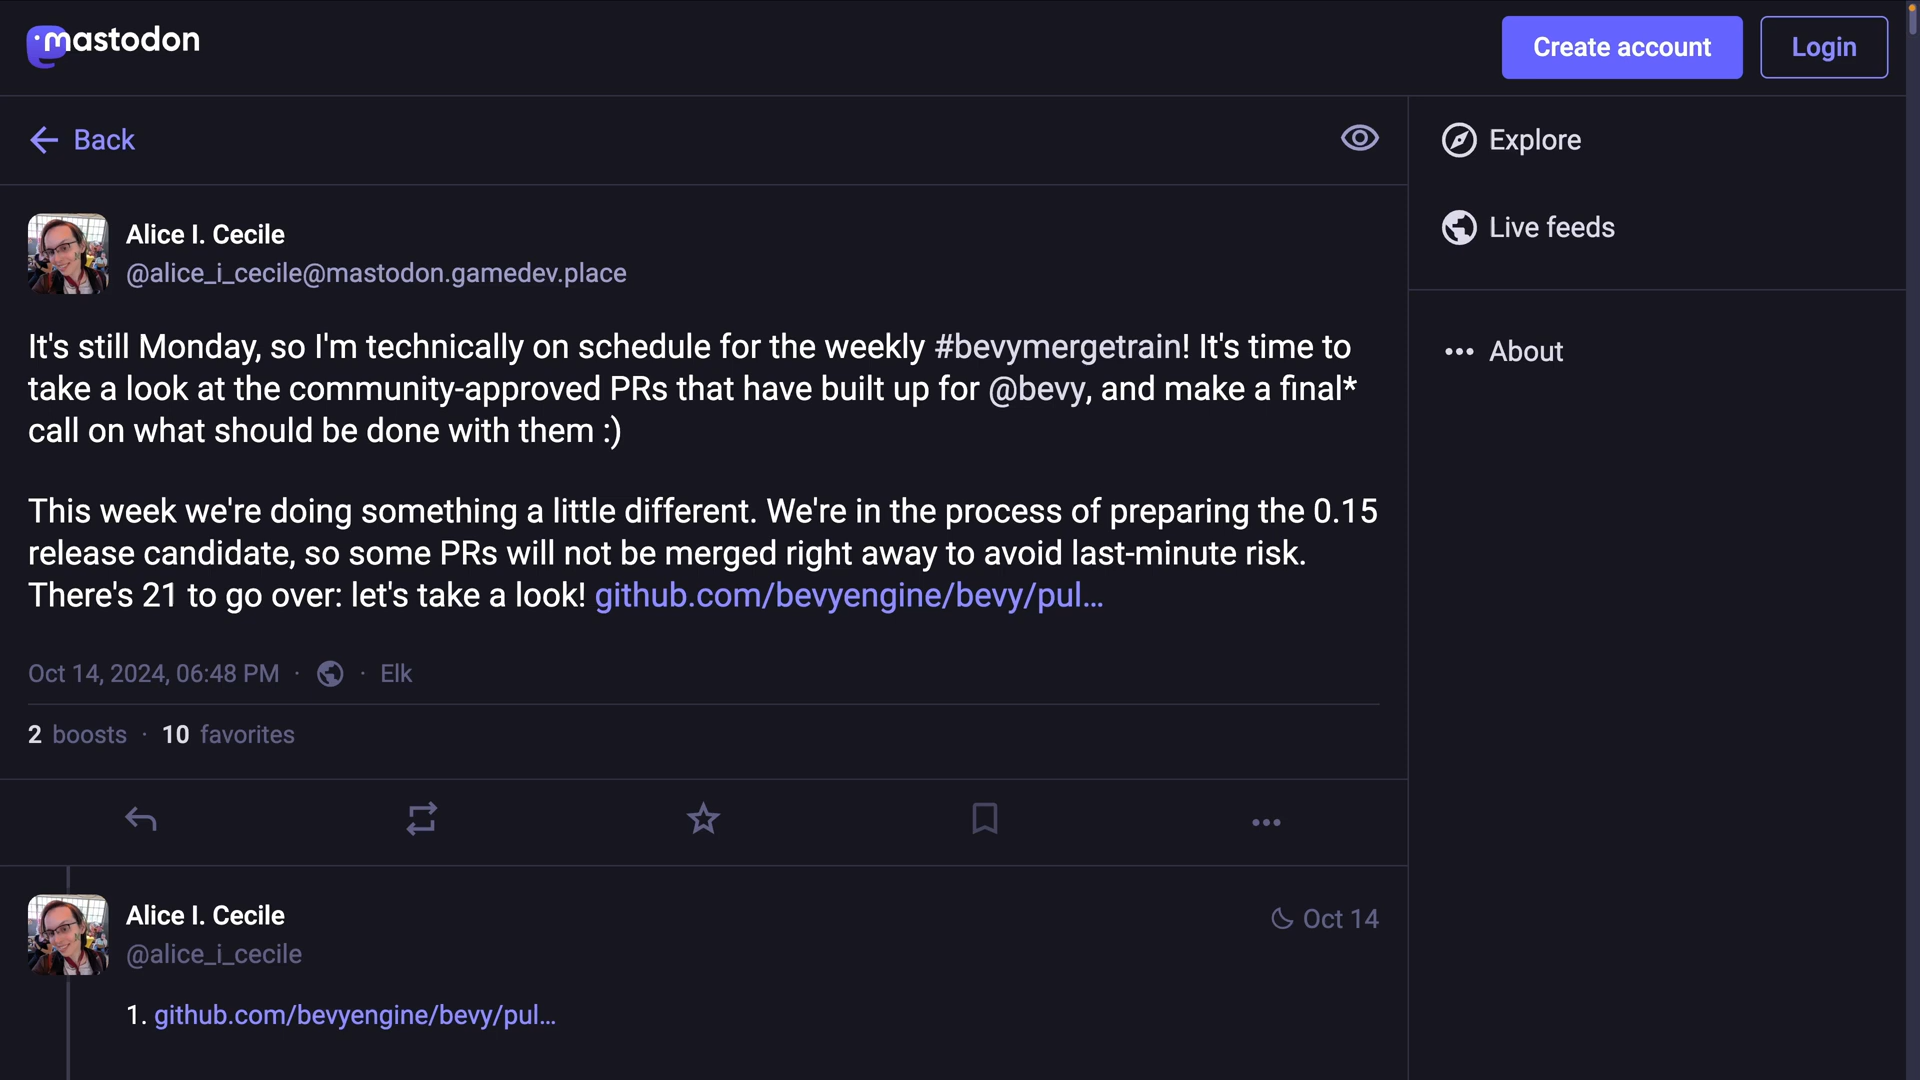 mastodon
Create account
Login
Back
Explore
Live feeds
About
Alice I. Cecile
@alice_i_cecile@mastodon.gamedev.place
It's still Monday, so I'm technically on schedule for the weekly #bevymergetrain! It's time to
take a look at the community-approved PRs that have built up for @bevy, and make a final*
call on what should be done with them :)
This week we're doing something a little different. We're in the process of preparing the 0.15
release candidate, so some PRs will not be merged right away to avoid last-minute risk.
There's 21 to go over: let's take a look! github.com/bevyengine/bevy/pul…
Oct 14, 2024, 06:48 PM · · Elk
2 boosts · 10 favorites
Alice I. Cecile
Oct 14
@alice_i_cecile
1. github.com/bevyengine/bevy/pul…